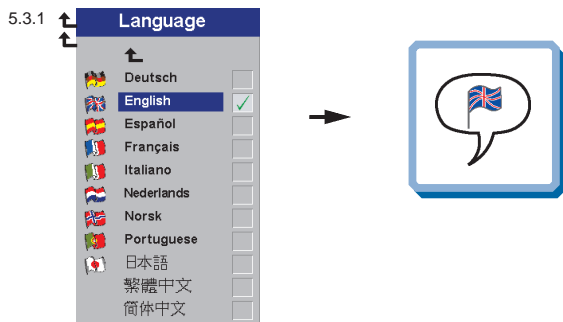 5.3.1
Language
Deutsch
English
Español
Français
Italiano
Nederlands
Norsk
Portuguese
日本語
繁體中文
简体中文